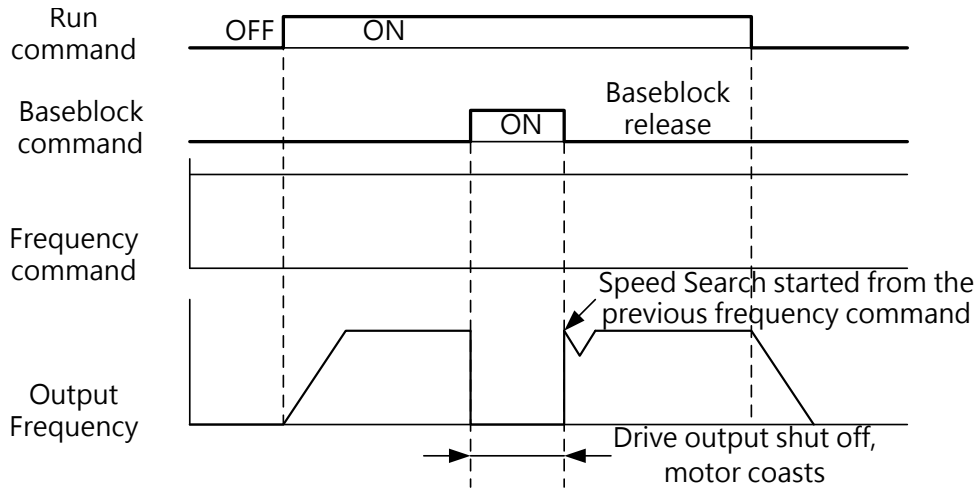 Run
command
OFF
ON
Baseblock
command
ON
Baseblock
release
Frequency
command
Speed Search started from the
previous frequency command
Output
Frequency
Drive output shut off,
motor coasts